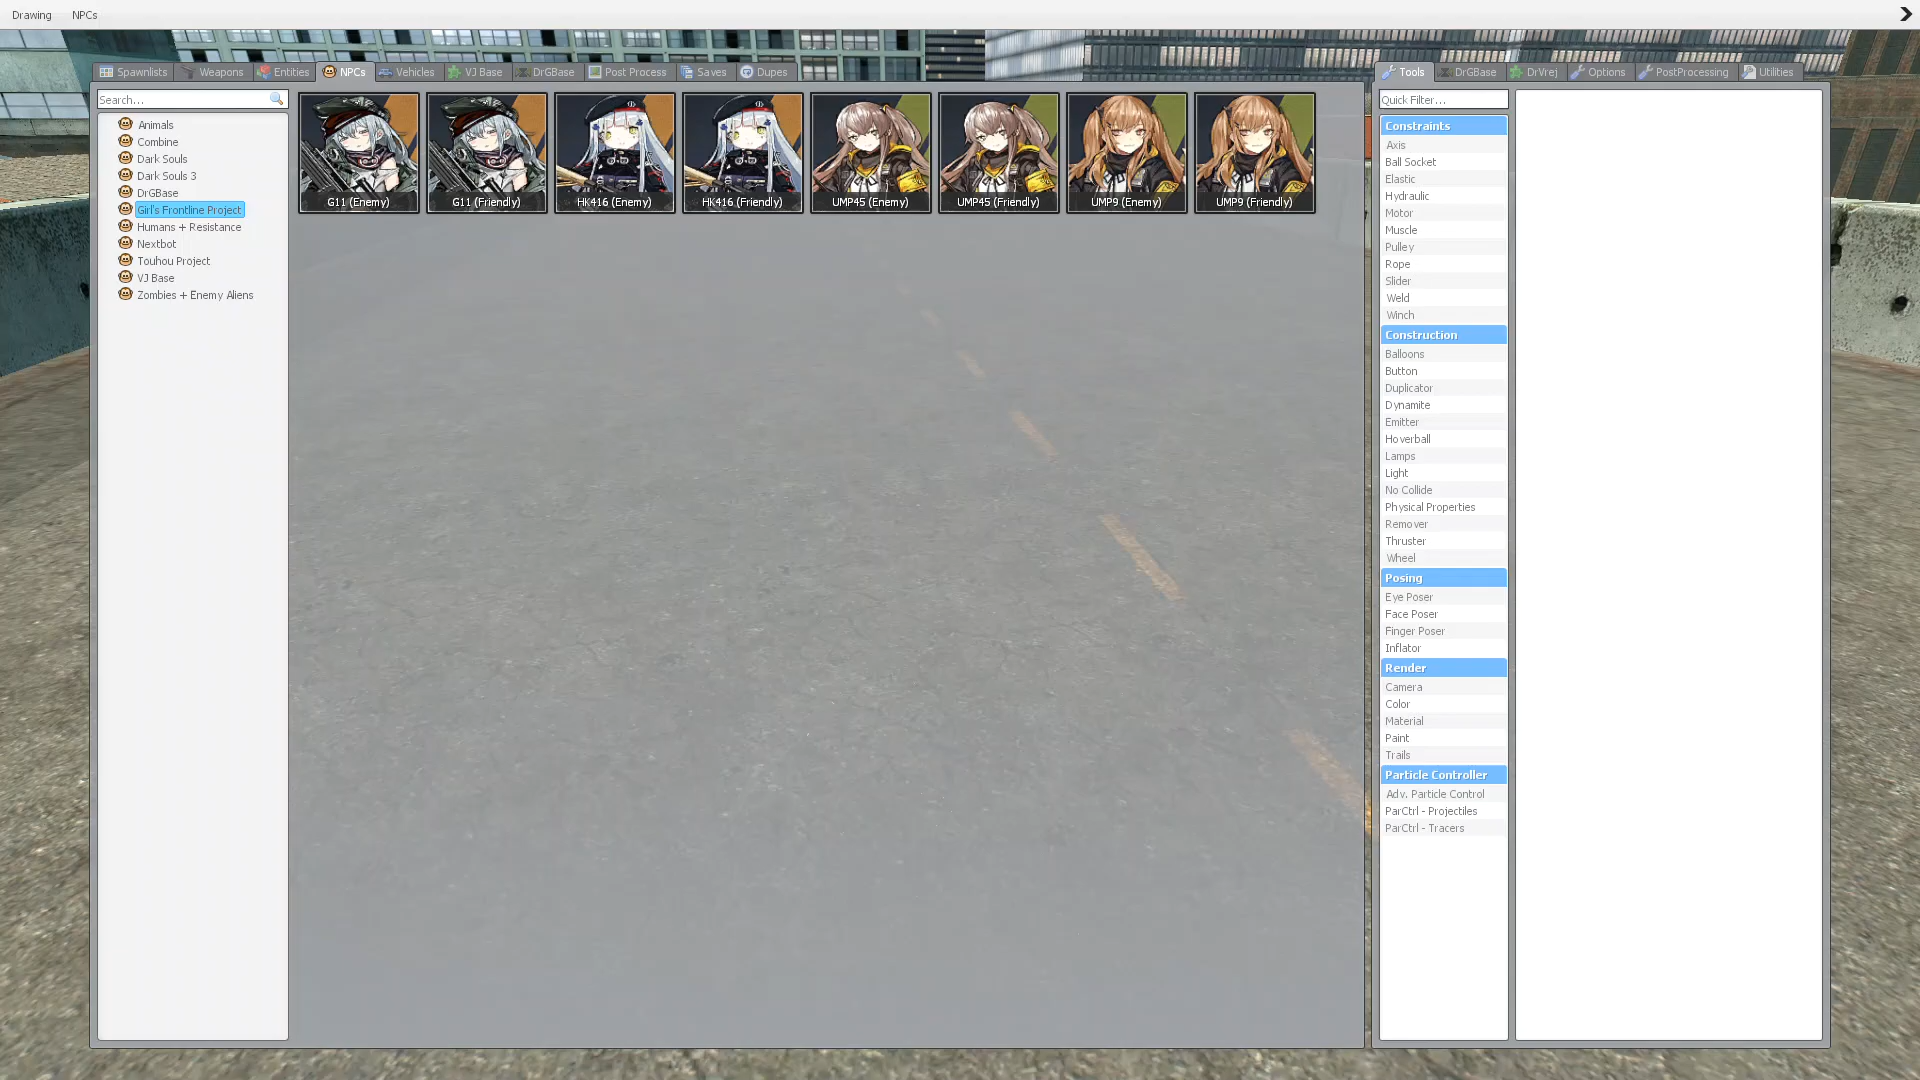 Drawing NPCs
Spawnlists Weapons Entities NPCs Vehicles VJ Base DrGBase Post Process Saves Dupes
Search...
Animals
Combine
Dark Souls
Dark Souls 3
DrGBase
Girl's Frontline Project
Humans + Resistance
Nextbot
Touhou Project
VJ Base
Zombies + Enemy Aliens
G11 (Enemy) G11 (Friendly) HK416 (Enemy) HK416 (Friendly) UMP45 (Enemy) UMP45 (Friendly) UMP9 (Enemy) UMP9 (Friendly)
Tools DrGBase DrVrej Options PostProcessing Utilities
Quick Filter...
Constraints
Axis
Ball Socket
Elastic
Hydraulic
Motor
Muscle
Pulley
Rope
Slider
Weld
Winch
Construction
Balloons
Button
Duplicator
Dynamite
Emitter
Hoverball
Lamps
Light
No Collide
Physical Properties
Remover
Thruster
Wheel
Posing
Eye Poser
Face Poser
Finger Poser
Inflator
Render
Camera
Color
Material
Paint
Trails
Particle Controller
Adv. Particle Control
ParCtrl - Projectiles
ParCtrl - Tracers